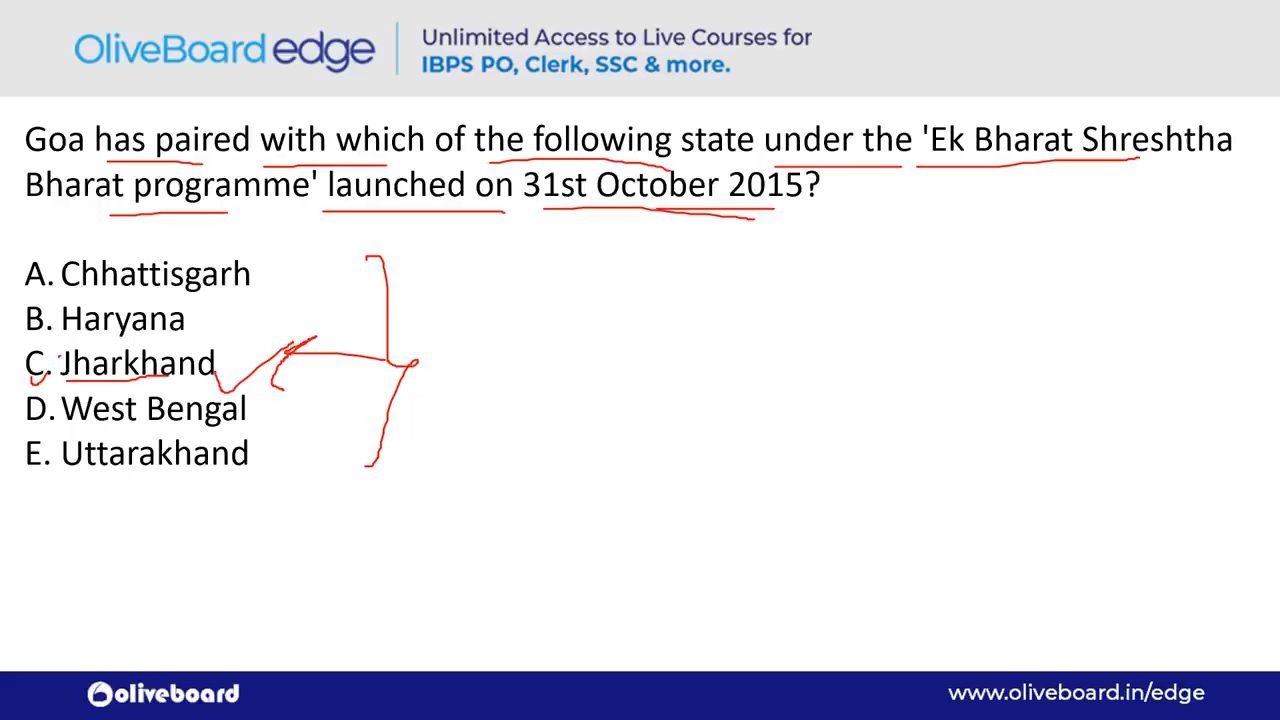 OliveBoard edge
Unlimited Access to Live Courses for
IBPS PO, Clerk, SSC & more.
Goa has paired with which of the following state under the 'Ek Bharat Shreshtha
Bharat programme' launched on 31st October 2015?
A. Chhattisgarh
B. Haryana
C. Jharkhand
D. West Bengal
E. Uttarakhand
oliveboard
www.oliveboard.in/edge